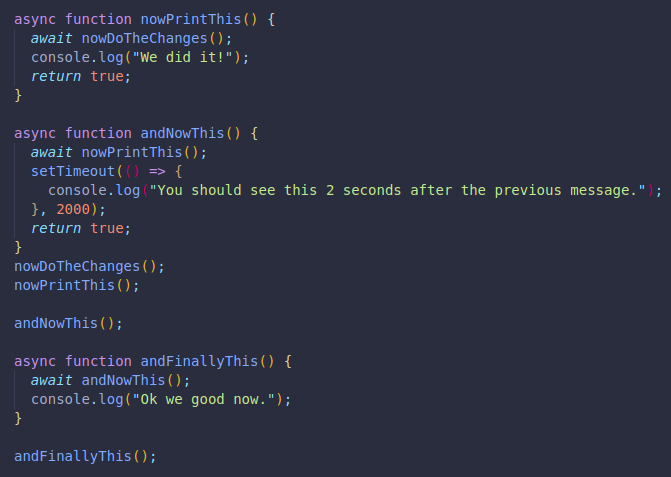 async function nowPrintThis() {
  await nowDoTheChanges();
  console.log("We did it!");
  return true;
}

async function andNowThis() {
  await nowPrintThis();
  setTimeout(() => {
    console.log("You should see this 2 seconds after the previous message.");
  }, 2000);
  return true;
}
nowDoTheChanges();
nowPrintThis();

andNowThis();

async function andFinallyThis() {
  await andNowThis();
  console.log("Ok we good now.");
}

andFinallyThis();